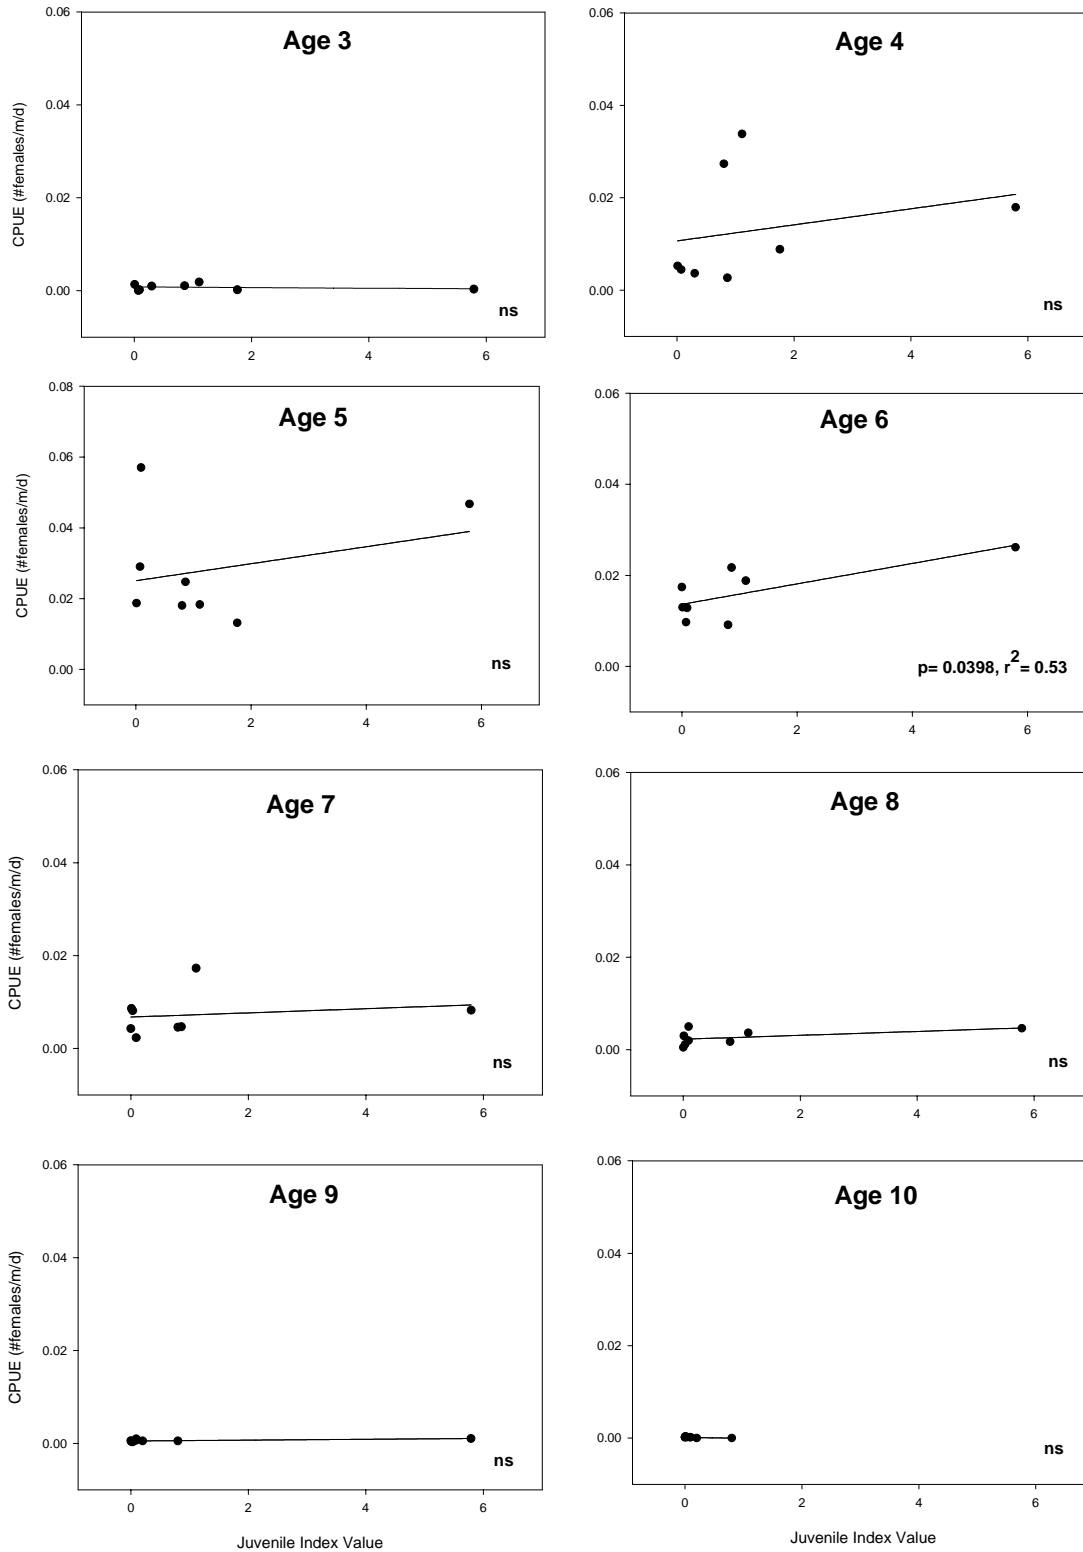 Age 3
CPUE (#females/m/d)
0.06
0.04
0.02
0.00
ns
0 2 4 6
Age 4
0.06
0.04
0.02
0.00
ns
0 2 4 6
Age 5
CPUE (#females/m/d)
0.08
0.06
0.04
0.02
0.00
ns
0 2 4 6
Age 6
0.06
0.04
0.02
0.00
p= 0.0398, r2= 0.53
0 2 4 6
Age 7
CPUE (#females/m/d)
0.06
0.04
0.02
0.00
ns
0 2 4 6
Age 8
0.06
0.04
0.02
0.00
ns
0 2 4 6
Age 9
CPUE (#females/m/d)
0.06
0.04
0.02
0.00
ns
0 2 4 6
Juvenile Index Value
Age 10
0.06
0.04
0.02
0.00
ns
0 2 4 6
Juvenile Index Value